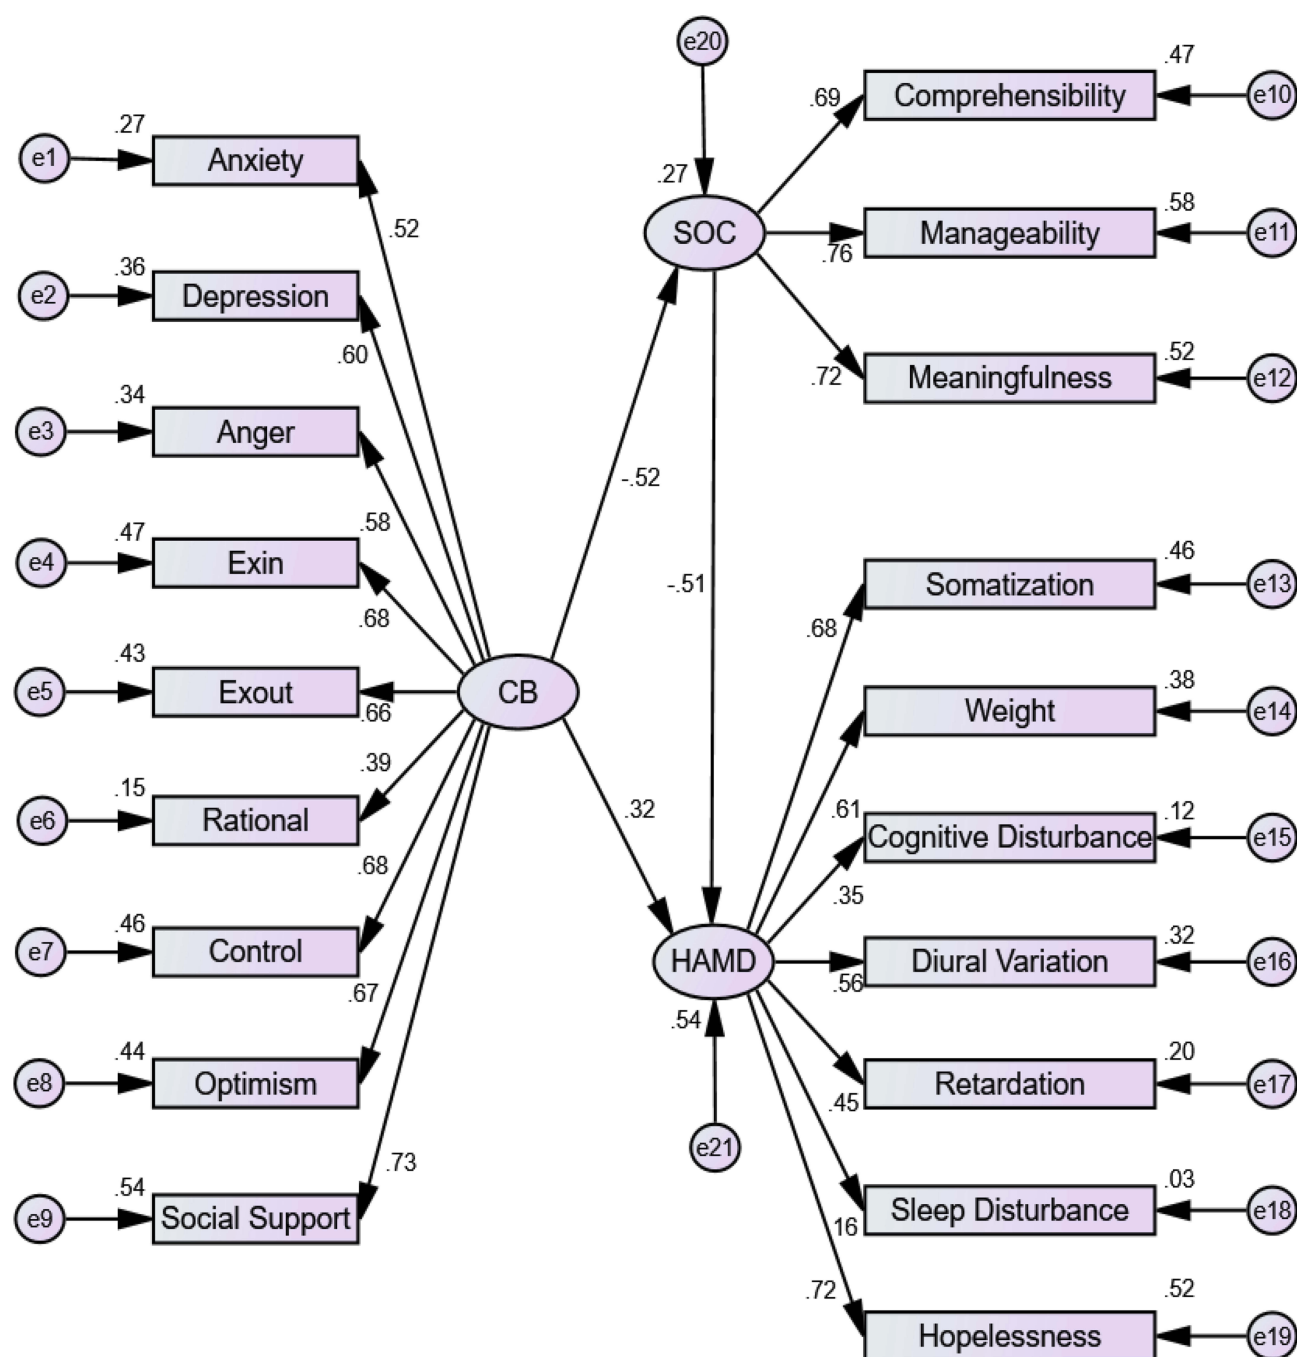 e20
.47
.69
Comprehensibility
e10
.27
e1
Anxiety
.27
.58
SOC
Manageability
e11
.76
.52
.36
e2
Depression
.52
Meaningfulness
e12
.72
.60
.34
e3
Anger
-.52
.58
.47
e4
Exin
.46
-.51
Somatization
e13
.68
.68
.43
e5
Exout
CB
.66
.38
Weight
e14
.39
.15
e6
Rational
.32
.61
.12
Cognitive Disturbance
e15
.68
.35
.46
e7
Control
.32
HAMD
Diural Variation
e16
.56
.67
.54
.44
e8
Optimism
.20
Retardation
e17
.45
e21
.73
.54
e9
Social Support
.03
Sleep Disturbance
e18
16
.72
.52
Hopelessness
e19